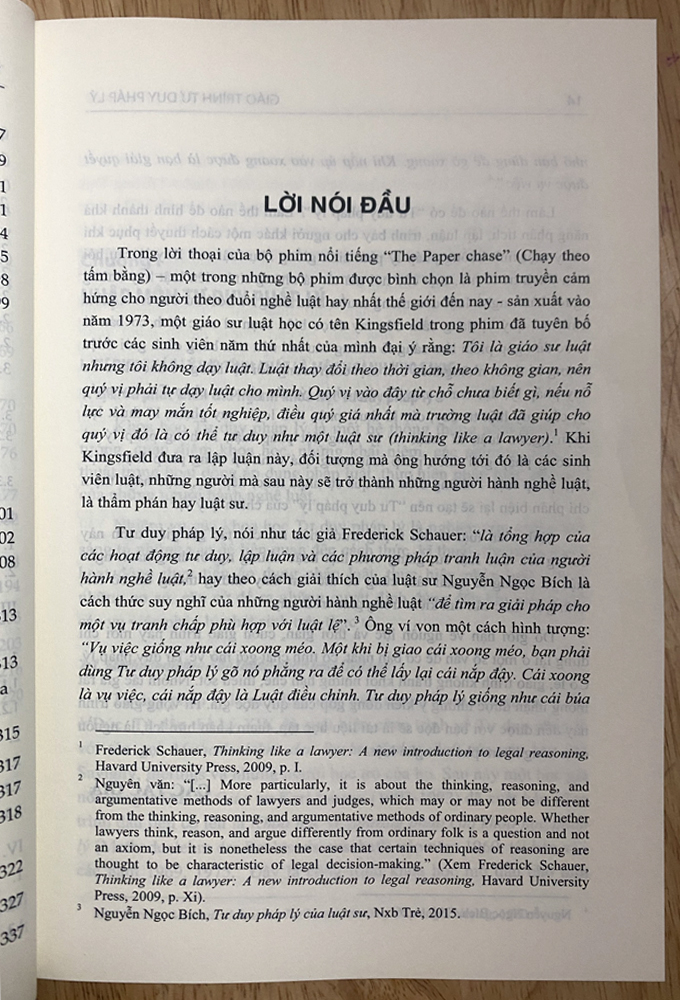 LỜI NÓI ĐẦU
Trong lời thoại của bộ phim nổi tiếng “The Paper chase” (Chạy theo
tấm bằng) – một trong những bộ phim được bình chọn là phim truyền cảm
hứng cho người theo đuổi nghề luật hay nhất thế giới đến nay - sản xuất vào
năm 1973, một giáo sư luật học có tên Kingsfield trong phim đã tuyên bố
trước các sinh viên năm thứ nhất của mình đại ý rằng: Tôi là giáo sư luật
nhưng tôi không dạy luật. Luật thay đổi theo thời gian, theo không gian, nên
quý vị phải tự dạy luật cho mình. Quý vị vào đây từ chỗ chưa biết gì, nếu nỗ
lực và may mắn tốt nghiệp, điều quý giá nhất mà trường luật đã giúp cho
quý vị đó là có thể tư duy như một luật sư (thinking like a lawyer).1 Khi
Kingsfield đưa ra lập luận này, đối tượng mà ông hướng tới đó là các sinh
viên luật, những người mà sau này sẽ trở thành những người hành nghề luật,
là thẩm phán hay luật sư.
Tư duy pháp lý, nói như tác giả Frederick Schauer: “là tổng hợp của
các hoạt động tư duy, lập luận và các phương pháp tranh luận của người
hành nghề luật,2 hay theo cách giải thích của luật sư Nguyễn Ngọc Bích là
cách thức suy nghĩ của những người hành nghề luật “để tìm ra giải pháp cho
một vụ tranh chấp phù hợp với luật lệ”. 3 Ông ví von một cách hình tượng:
“Vụ việc giống như cái xoong méo. Một khi bị giao cái xoong méo, bạn phải
dùng Tư duy pháp lý gõ nó phẳng ra để có thể lấy lại cái nắp đậy. Cái xoong
là vụ việc, cái nắp đậy là Luật điều chỉnh. Tư duy pháp lý giống như cái búa
1 Frederick Schauer, Thinking like a lawyer: A new introduction to legal reasoning,
Havard University Press, 2009, p. I.
2 Nguyên văn: “[...] More particularly, it is about the thinking, reasoning, and
argumentative methods of lawyers and judges, which may or may not be different
from the thinking, reasoning, and argumentative methods of ordinary people. Whether
lawyers think, reason, and argue differently from ordinary folk is a question and not
an axiom, but it is nonetheless the case that certain techniques of reasoning are
thought to be characteristic of legal decision-making.” (Xem Frederick Schauer,
Thinking like a lawyer: A new introduction to legal reasoning, Havard University
Press, 2009, p. Xi).
3 Nguyễn Ngọc Bích, Tư duy pháp lý của luật sư, Nxb Trẻ, 2015.